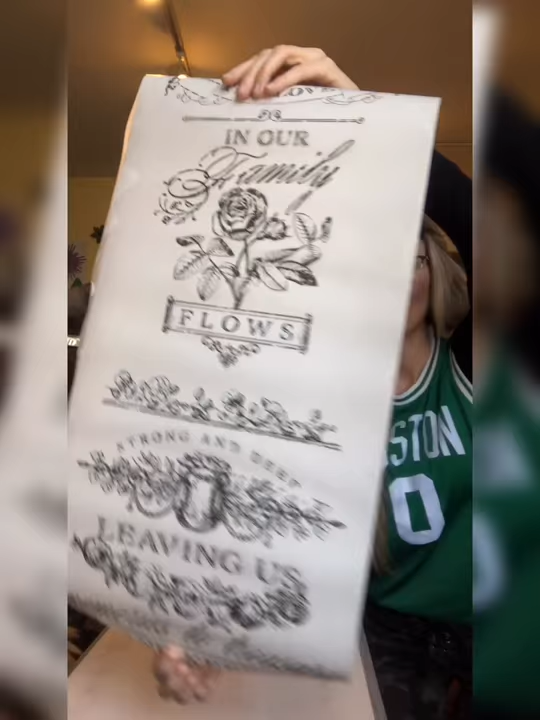 IN OUR
Family
FLOWS
STRONG AND DEEP
LEAVING US
STON
0